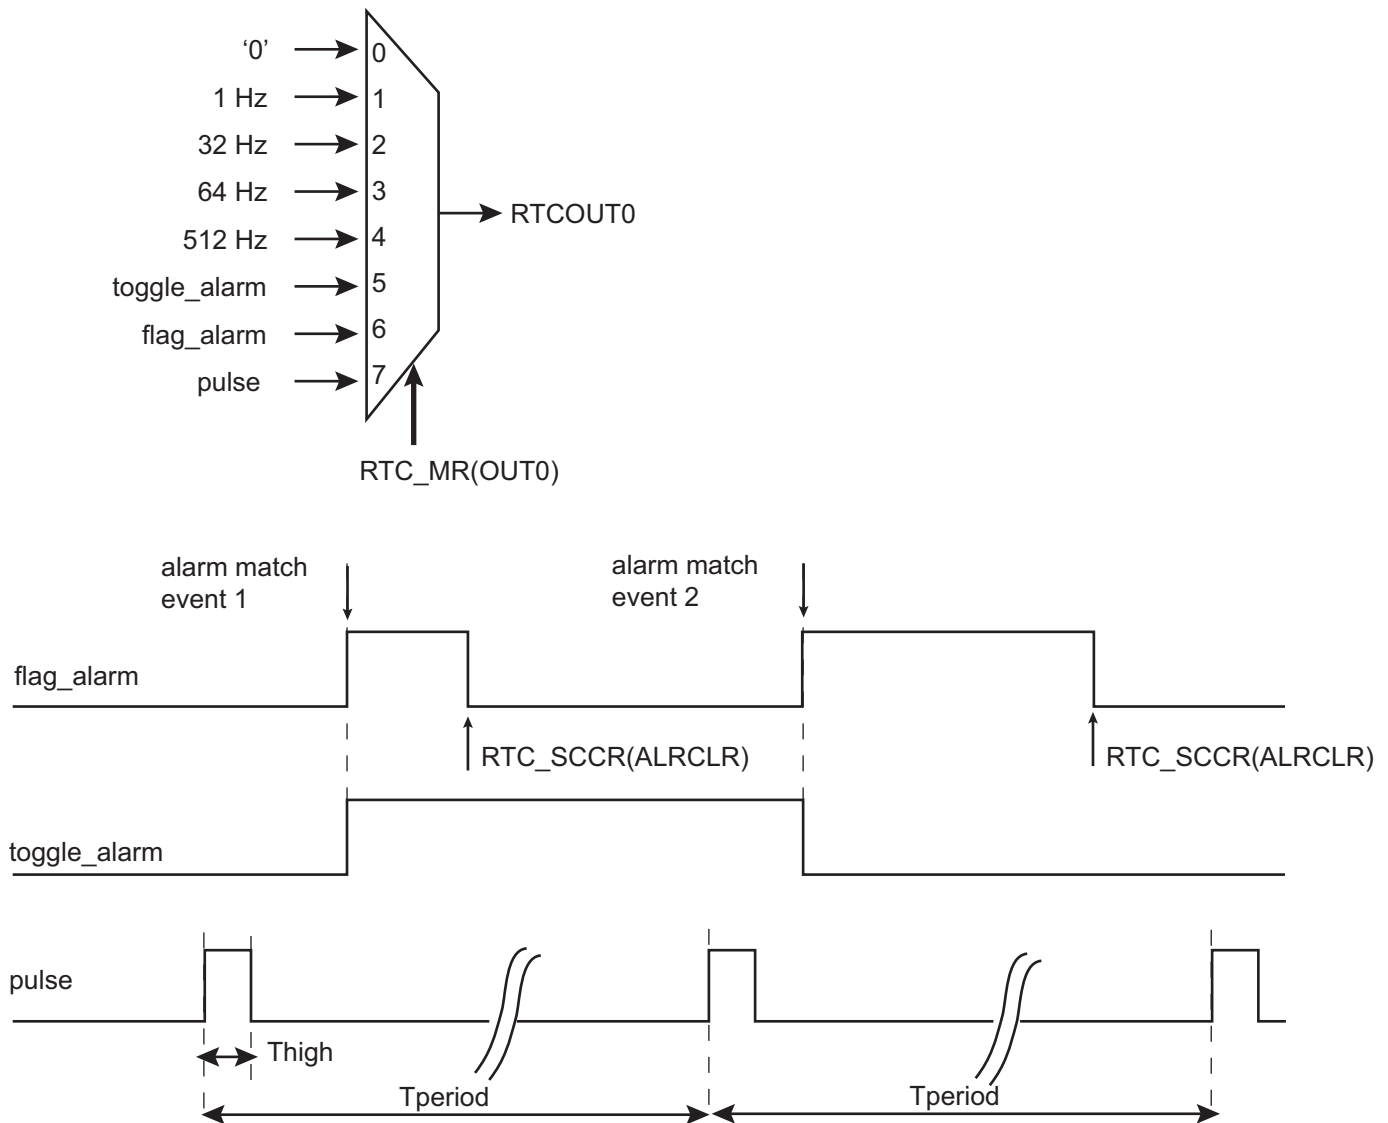 ‘0’
0
1 Hz
1
32 Hz
2
64 Hz
3
512 Hz
4
toggle_alarm
5
flag_alarm
6
pulse
7
RTCOUT0
RTC_MR(OUT0)
alarm match
event 1
alarm match
event 2
flag_alarm
RTC_SCCR(ALRCLR)
RTC_SCCR(ALRCLR)
toggle_alarm
pulse
Thigh
Tperiod
Tperiod